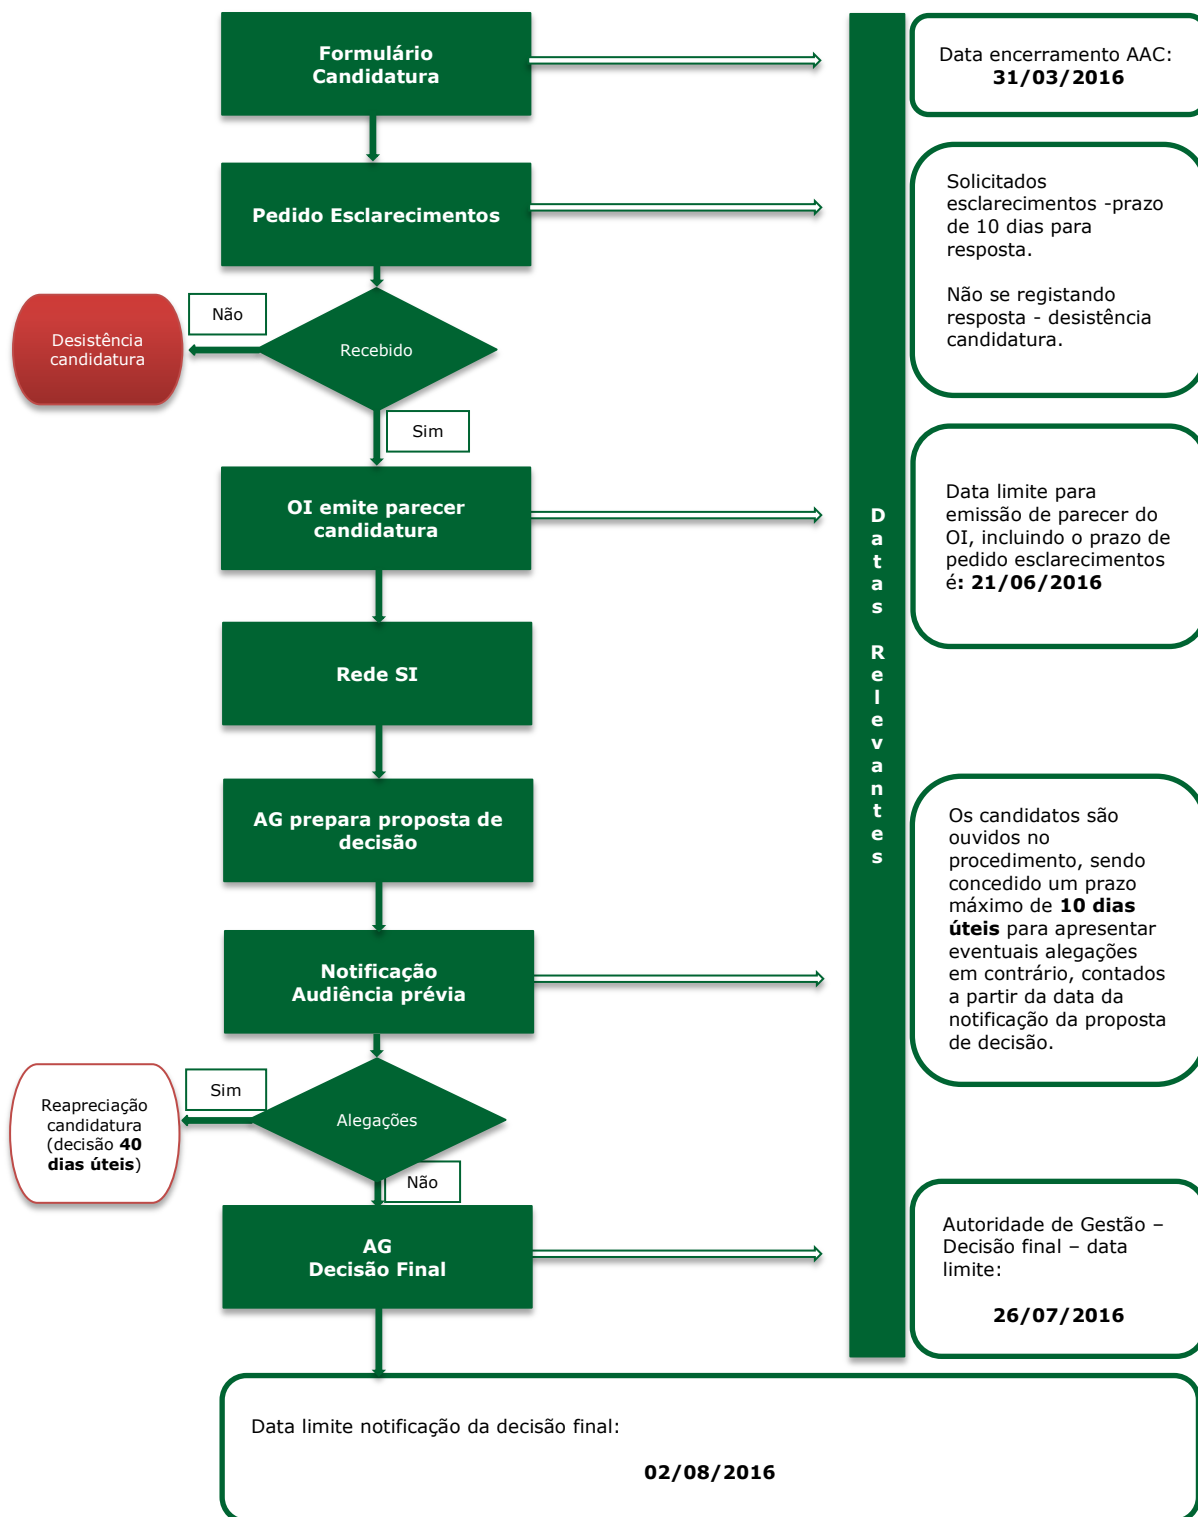 Formulário
Candidatura
Data encerramento AAC:
31/03/2016
Pedido Esclarecimentos
Solicitados
esclarecimentos -prazo
de 10 dias para
resposta.
Não se registando
resposta - desistência
candidatura.
Não
Desistência
candidatura
Recebido
Sim
OI emite parecer
candidatura
Data limite para
emissão de parecer do
OI, incluindo o prazo de
pedido esclarecimentos
é: 21/06/2016
Datas Relevantes
Rede SI
AG prepara proposta de
decisão
Os candidatos são
ouvidos no
procedimento, sendo
concedido um prazo
máximo de 10 dias
úteis para apresentar
eventuais alegações
em contrário, contados
a partir da data da
notificação da proposta
de decisão.
Notificação
Audiência prévia
Sim
Reapreciação
candidatura
(decisão 40
dias úteis)
Alegações
Não
AG
Decisão Final
Autoridade de Gestão –
Decisão final – data
limite:
26/07/2016
Data limite notificação da decisão final:
02/08/2016